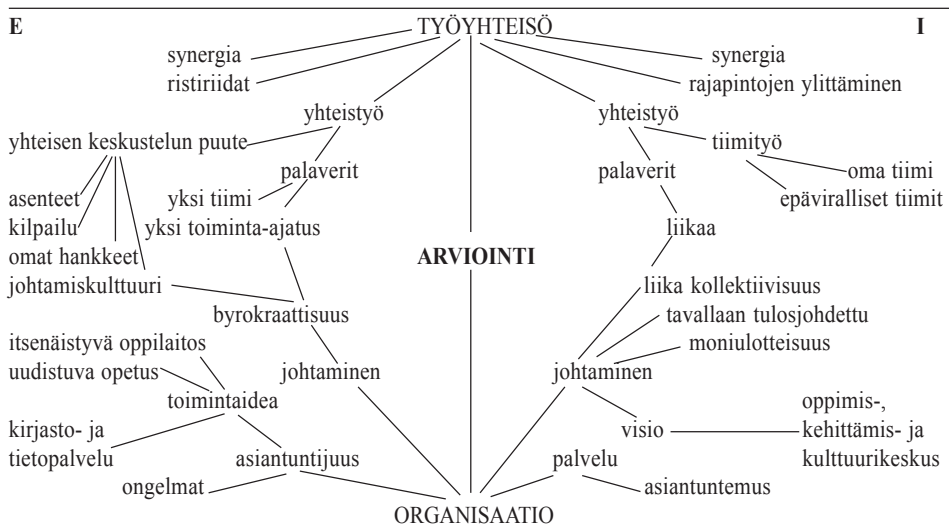 E TYÖYHTEISÖ I
synergia synergia
ristiriidat rajapintojen ylittäminen
yhteistyö yhteistyö
yhteisen keskustelun puute tiimityö
palaverit palaverit oma tiimi
asenteet yksi tiimi epäviralliset tiimit
kilpailu yksi toiminta-ajatus liikaa
omat hankkeet ARVIOINTI
johtamiskulttuuri liika kollektiivisuus
byrokraattisuus tavallaan tulosjohdettu
itsenäistyvä oppilaitos moniulotteisuus
uudistuva opetus johtaminen johtaminen
toimintaidea oppimis-,
kirjasto- ja visio kehittämis- ja
tietopalvelu asiantuntijuus palvelu kulttuurikeskus
ongelmat asiantuntemus
ORGANISAATIO